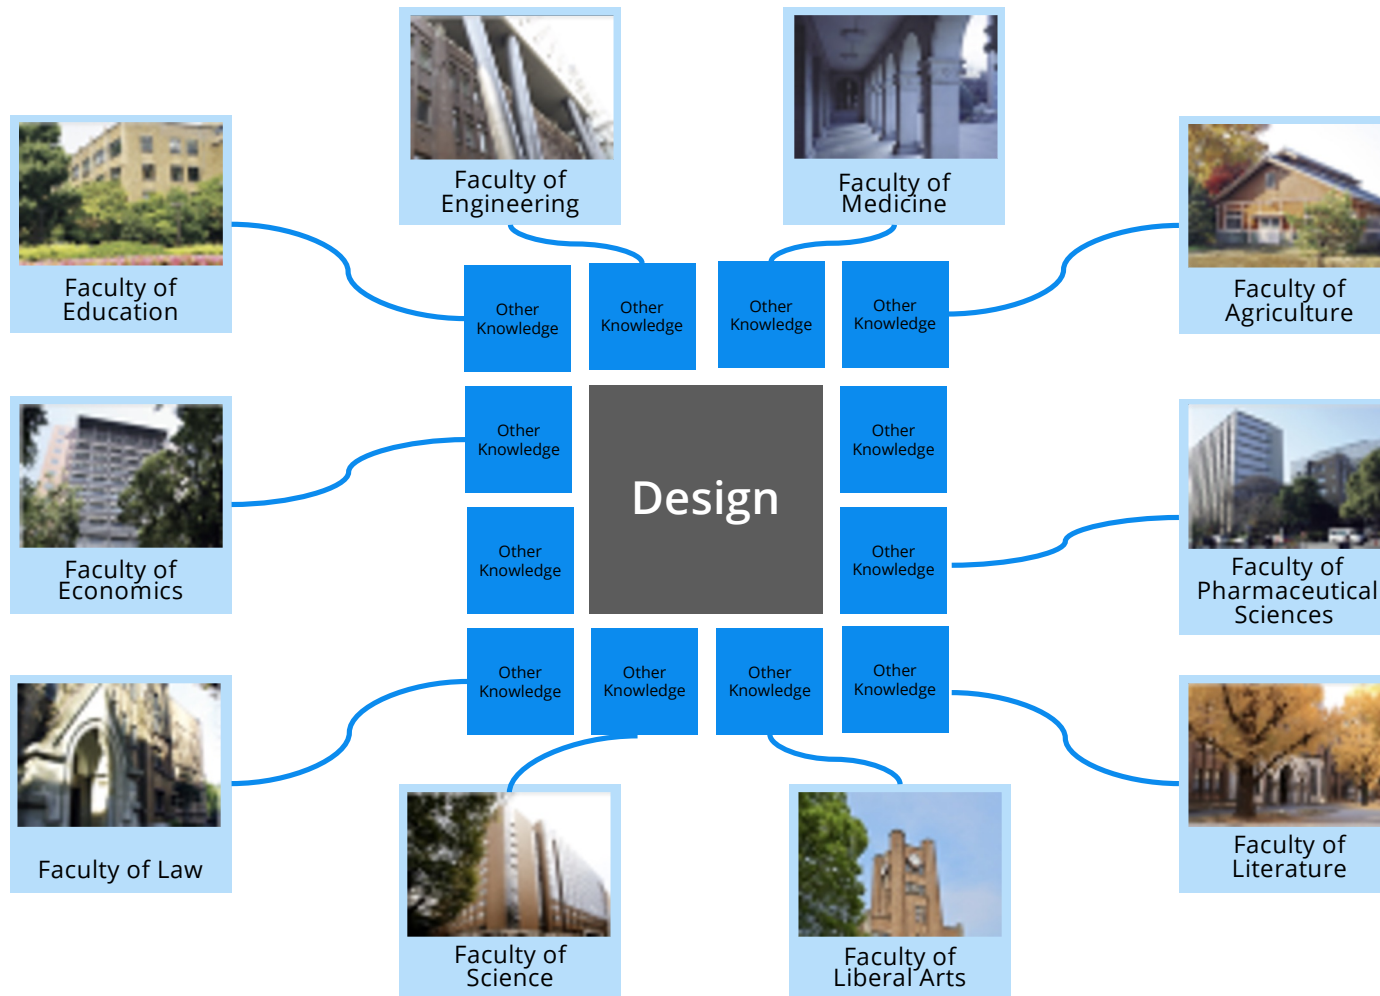 Faculty of
Engineering
Faculty of
Medicine
Faculty of
Education
Faculty of
Agriculture
Other
Knowledge
Other
Knowledge
Other
Knowledge
Other
Knowledge
Faculty of
Economics
Other
Knowledge
Design
Other
Knowledge
Other
Knowledge
Other
Knowledge
Faculty of
Pharmaceutical
Sciences
Faculty of Law
Other
Knowledge
Other
Knowledge
Other
Knowledge
Other
Knowledge
Faculty of
Literature
Faculty of
Science
Faculty of
Liberal Arts